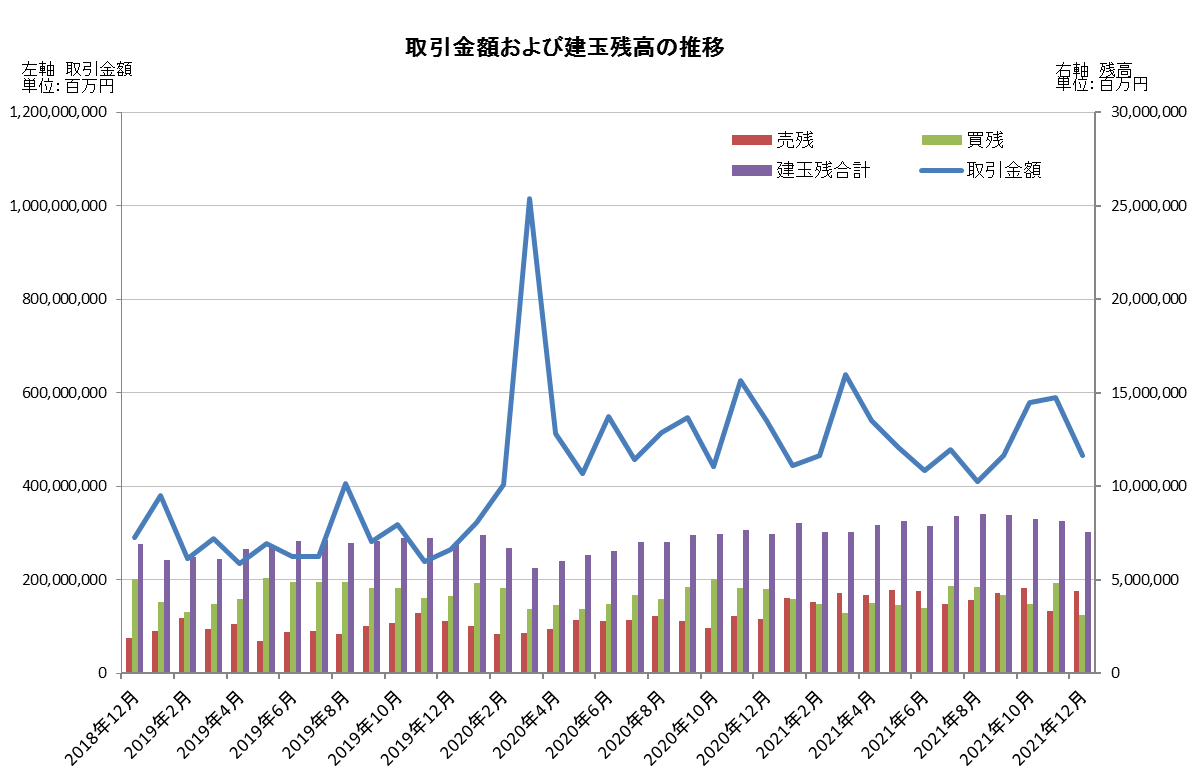 取引金額および建玉残高の推移
左軸 取引金額
単位: 百万円
右軸 残高
単位: 百万円
1,200,000,000
1,000,000,000
800,000,000
600,000,000
400,000,000
200,000,000
0
30,000,000
25,000,000
20,000,000
15,000,000
10,000,000
5,000,000
0
売残 買残
建玉残合計 取引金額
2018年12月
2019年2月
2019年4月
2019年6月
2019年8月
2019年10月
2019年12月
2020年2月
2020年4月
2020年6月
2020年8月
2020年10月
2020年12月
2021年2月
2021年4月
2021年6月
2021年8月
2021年10月
2021年12月